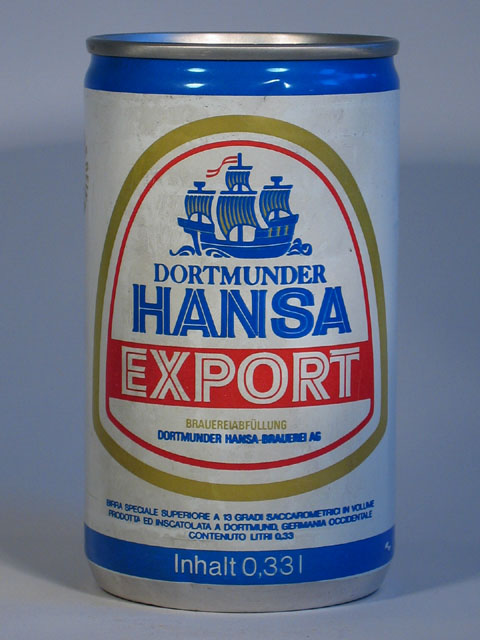 DORTMUNDER
HANSA
EXPORT
BRAUEREIABFÜLLUNG
DORTMUNDER HANSA-BRAUEREI AG
BIRRA SPECIALE SUPERIORE A 13 GRADI SACCAROMETRICI IN VOLUME
PRODOTTA ED INSCATOLATA A DORTMUND, GERMANIA OCCIDENTALE
CONTENUTO LITRI 0,33
Inhalt 0,33 l